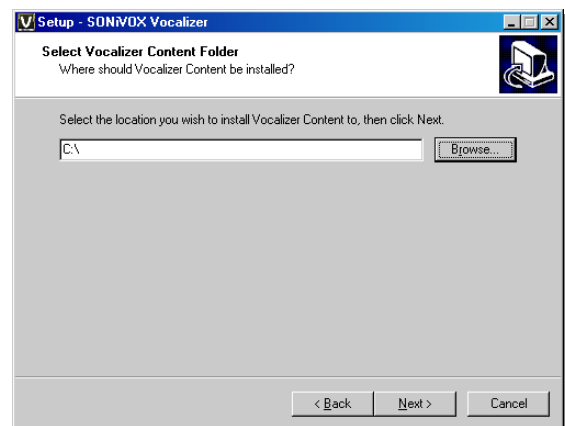 Setup - SONiVOX Vocalizer
Select Vocalizer Content Folder
Where should Vocalizer Content be installed?
Select the location you wish to install Vocalizer Content to, then click Next.
C:\
Browse...
< Back
Next >
Cancel